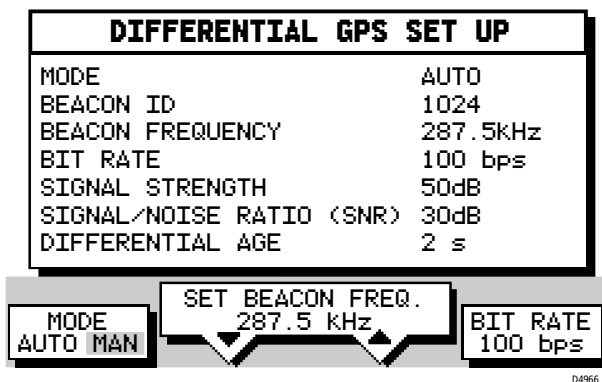 DIFFERENTIAL GPS SET UP
MODE AUTO
BEACON ID 1024
BEACON FREQUENCY 287.5KHz
BIT RATE 100 bps
SIGNAL STRENGTH 50dB
SIGNAL/NOISE RATIO (SNR) 30dB
DIFFERENTIAL AGE 2 s
MODE
AUTO MAN
SET BEACON FREQ.
287.5 KHz
BIT RATE
100 bps
D4966